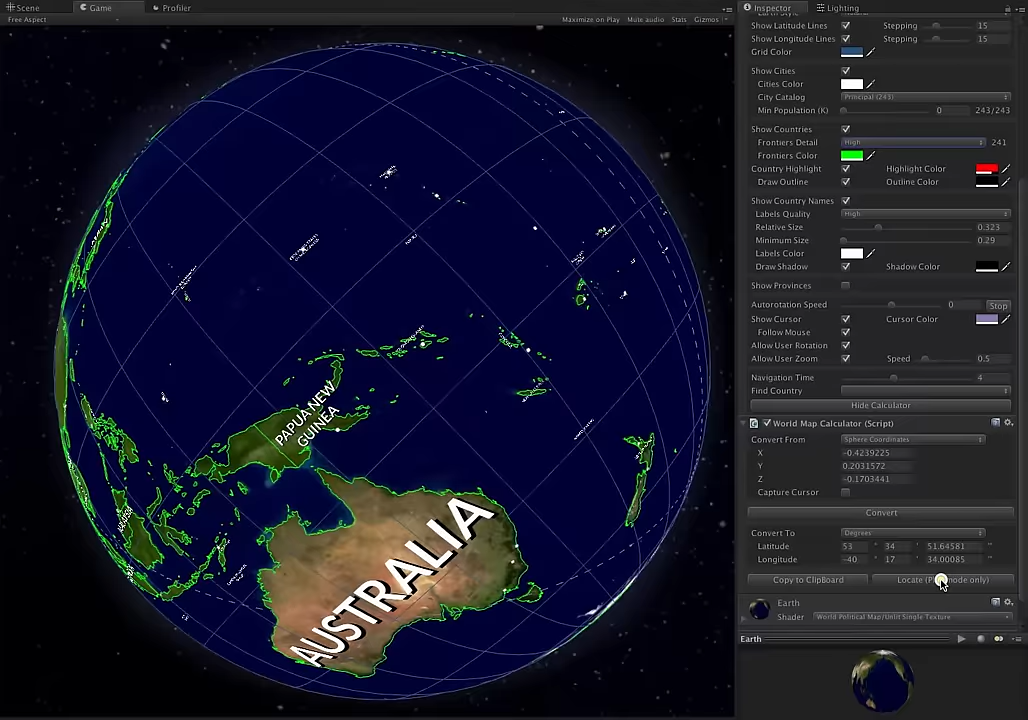 Scene
Game
Profiler
Inspector
Lighting
Free Aspect
Maximize on Play
Mute audio
Stats
Gizmos
Show Latitude Lines
Stepping
15
Show Longitude Lines
Stepping
15
Grid Color
Show Cities
Cities Color
City Catalog
Principal (243)
Min Population (K)
0
243/243
Show Countries
Frontiers Detail
High
241
Frontiers Color
Country Highlight
Highlight Color
Draw Outline
Outline Color
Show Country Names
Labels Quality
High
Relative Size
0.323
Minimum Size
0.29
Labels Color
Draw Shadow
Shadow Color
Show Provinces
Autorotation Speed
0
Stop
Show Cursor
Cursor Color
Follow Mouse
Allow User Rotation
Allow User Zoom
Speed
0.5
Navigation Time
4
Find Country
Hide Calculator
World Map Calculator (Script)
Convert From
Sphere Coordinates
X
-0.4239225
Y
0.2031572
Z
-0.1703441
Capture Cursor
Convert
Convert To
Degrees
Latitude
53 ° 34 ' 51.64581 "
Longitude
-40 ° 17 ' 34.00085 "
Copy to ClipBoard
Locate (P mode only)
Earth
Shader
World Political Map/Unlit Single Texture
Earth
PAPUA NEW
GUINEA
AUSTRALIA